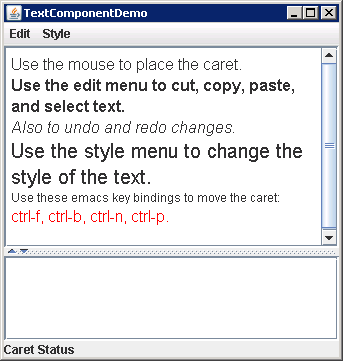 TextComponentDemo
Edit Style
Use the mouse to place the caret.
Use the edit menu to cut, copy, paste,
and select text.
Also to undo and redo changes.
Use the style menu to change the
style of the text.
Use these emacs key bindings to move the caret:
ctrl-f, ctrl-b, ctrl-n, ctrl-p.
Caret Status